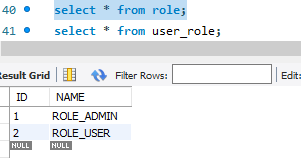 40 select * from role;
41 select * from user_role;
Result Grid Filter Rows: Edit:
ID NAME
1 ROLE_ADMIN
2 ROLE_USER
NULL NULL